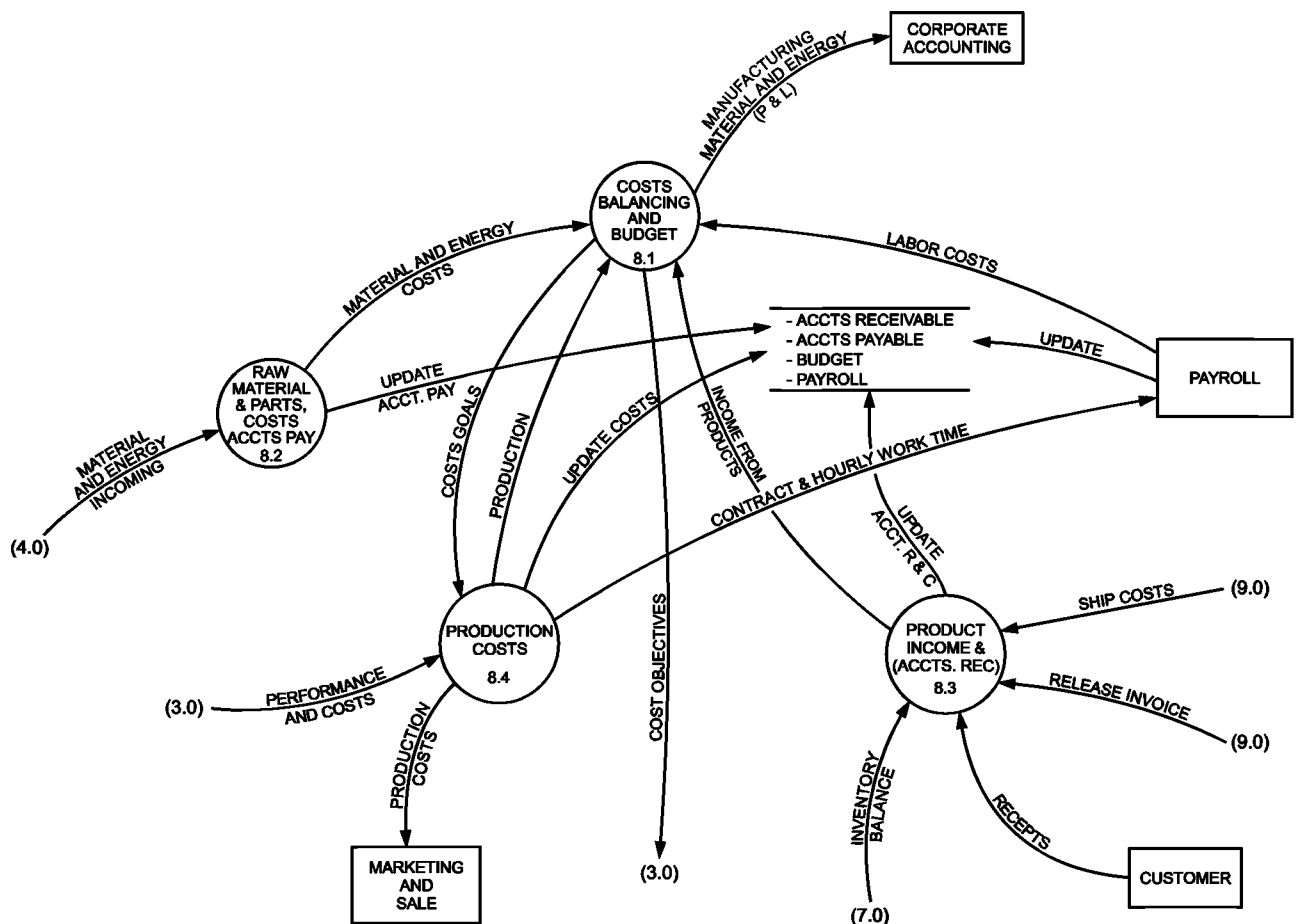 CORPORATE
ACCOUNTING
MANUFACTURING
MATERIAL AND ENERGY
(P & L)
COSTS
BALANCING
AND
BUDGET
8.1
MATERIAL AND ENERGY
COSTS
LABOR COSTS
- ACCTS RECEIVABLE
- ACCTS PAYABLE
- BUDGET
- PAYROLL
UPDATE
PAYROLL
RAW
MATERIAL
& PARTS,
COSTS
ACCTS PAY
8.2
UPDATE
ACCT. PAY
MATERIAL
AND ENERGY
INCOMING
(4.0)
COSTS GOALS
PRODUCTION
UPDATE COSTS
INCOME FROM
PRODUCTS
CONTRACT & HOURLY WORK TIME
UPDATE
ACCT. R & C
PRODUCTION
COSTS
8.4
COST OBJECTIVES
PRODUCT
INCOME &
(ACCTS. REC)
8.3
SHIP COSTS
(9.0)
RELEASE INVOICE
(9.0)
(3.0)
PERFORMANCE
AND COSTS
PRODUCTION
COSTS
MARKETING
AND
SALE
(3.0)
INVENTORY
BALANCE
(7.0)
RECEPTS
CUSTOMER